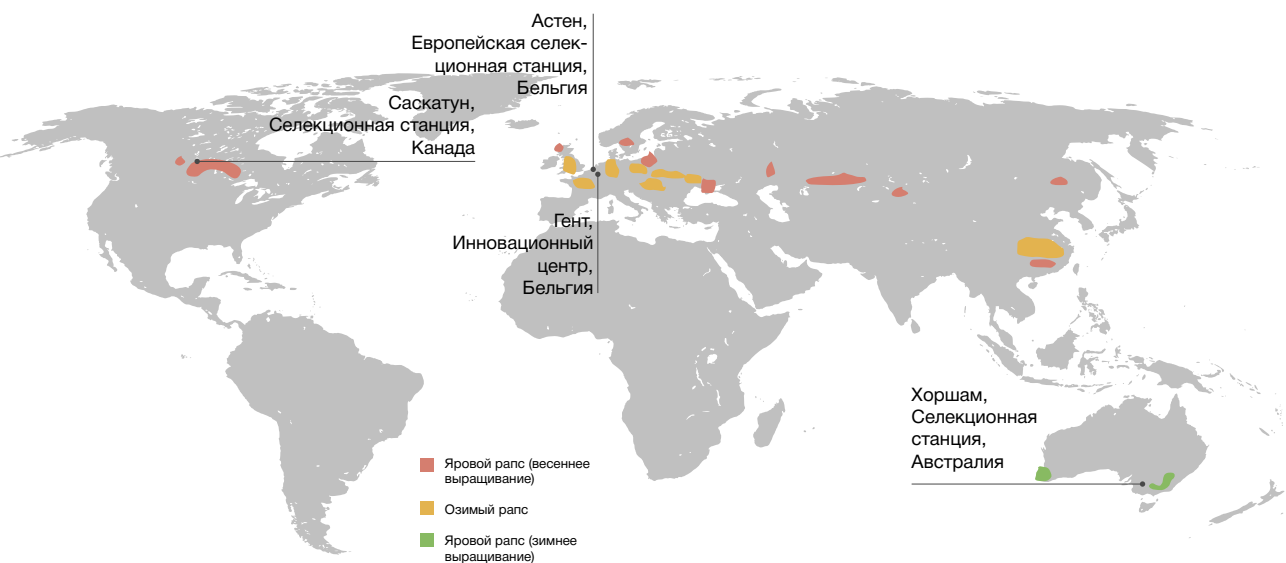 Астен,
Европейская селек-
ционная станция,
Бельгия
Саскатун,
Селекционная станция,
Канада
Гент,
Инновационный
центр,
Бельгия
Хоршам,
Селекционная
станция,
Австралия
Яровой рапс (весеннее
выращивание)
Озимый рапс
Яровой рапс (зимнее
выращивание)